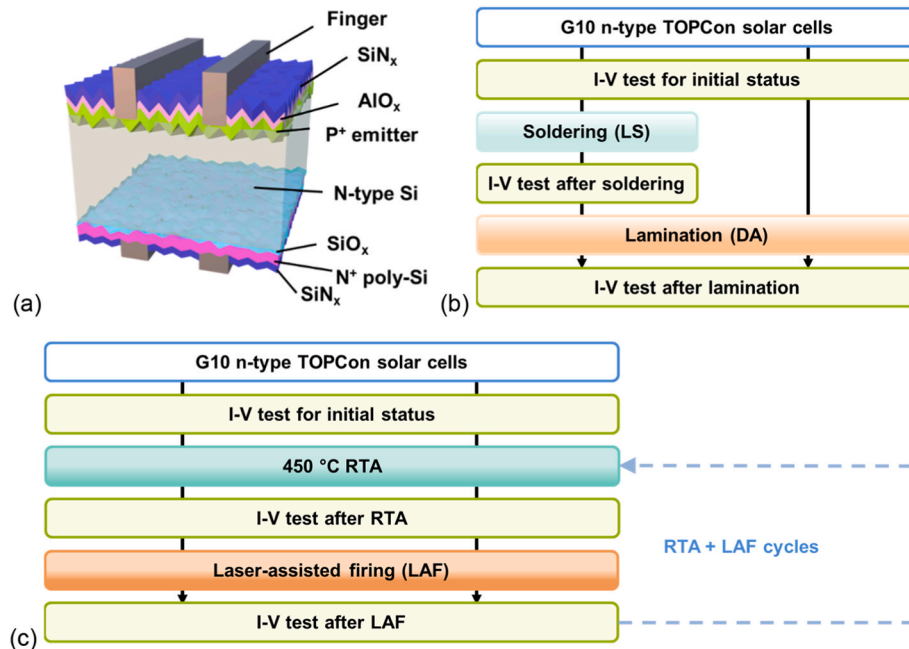 Finger
SiNₓ
AlOₓ
P⁺ emitter
N-type Si
SiOₓ
N⁺ poly-Si
SiNₓ
(a)
G10 n-type TOPCon solar cells
I-V test for initial status
Soldering (LS)
I-V test after soldering
Lamination (DA)
I-V test after lamination
(b)
G10 n-type TOPCon solar cells
I-V test for initial status
450 °C RTA
I-V test after RTA
Laser-assisted firing (LAF)
I-V test after LAF
RTA + LAF cycles
(c)